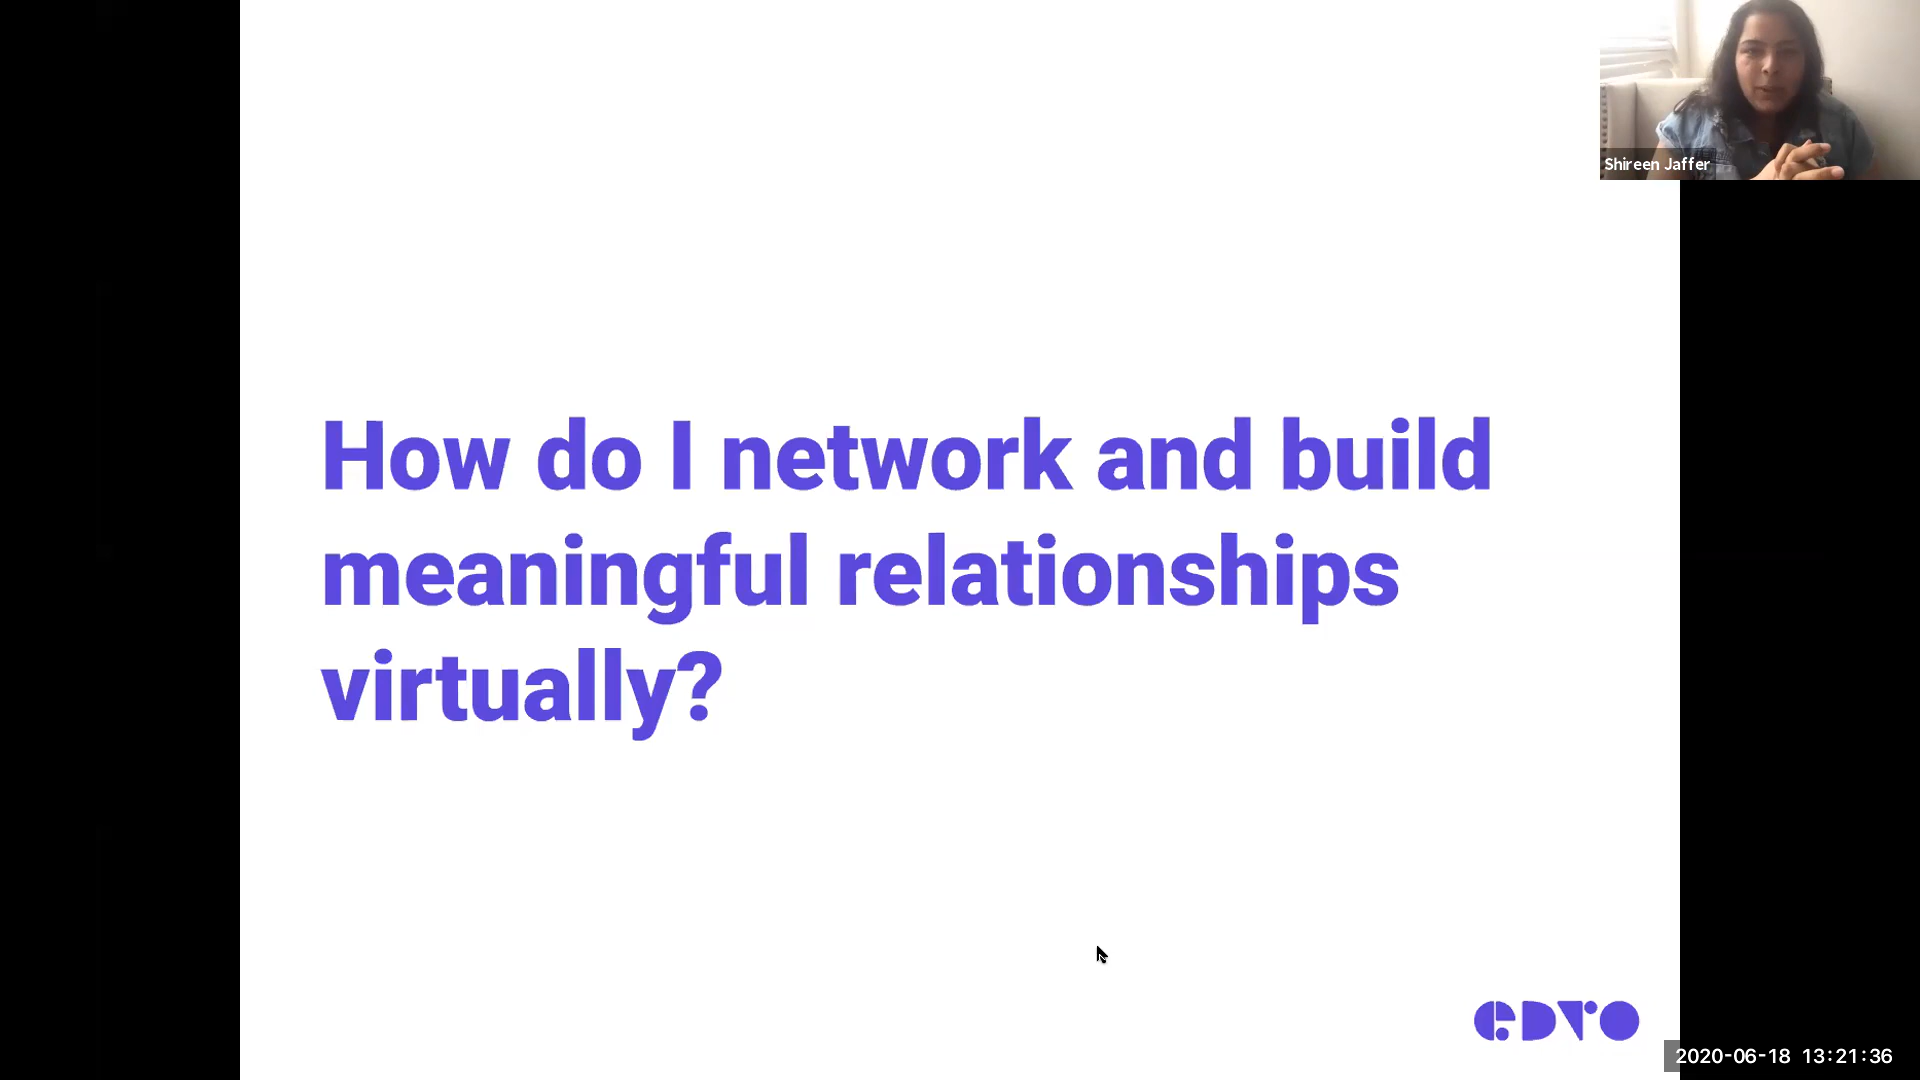 Shireen Jaffer
How do I network and build
meaningful relationships
virtually?
EDVO
2020-06-18 13:21:36